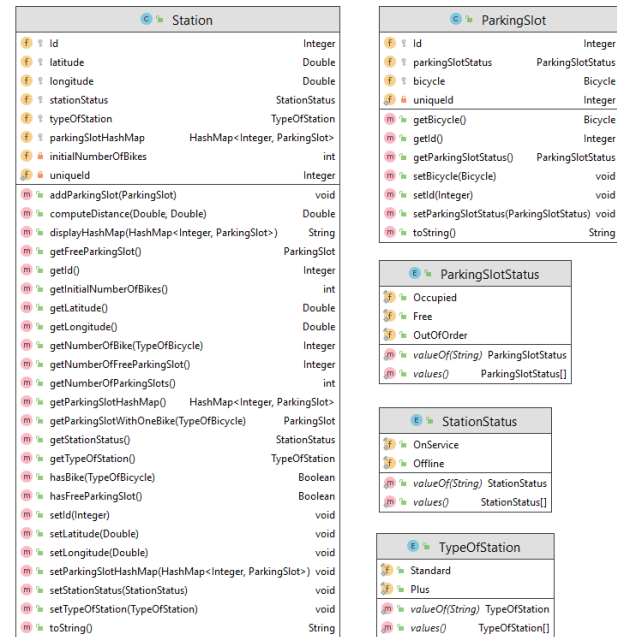 Station
Id Integer
latitude Double
longitude Double
stationStatus StationStatus
typeOfStation TypeOfStation
parkingSlotHashMap HashMap<Integer, ParkingSlot>
initialNumberOfBikes int
uniqueId Integer
addParkingSlot(ParkingSlot) void
computeDistance(Double, Double) Double
displayHashMap(HashMap<Integer, ParkingSlot>) String
getFreeParkingSlot() ParkingSlot
getId() Integer
getInitialNumberOfBikes() int
getLatitude() Double
getLongitude() Double
getNumberOfBike(TypeOfBicycle) Integer
getNumberOfFreeParkingSlot() Integer
getNumberOfParkingSlots() int
getParkingSlotHashMap() HashMap<Integer, ParkingSlot>
getParkingSlotWithOneBike(TypeOfBicycle) ParkingSlot
getStationStatus() StationStatus
getTypeOfStation() TypeOfStation
hasBike(TypeOfBicycle) Boolean
hasFreeParkingSlot() Boolean
setId(Integer) void
setLatitude(Double) void
setLongitude(Double) void
setParkingSlotHashMap(HashMap<Integer, ParkingSlot>) void
setStationStatus(StationStatus) void
setTypeOfStation(TypeOfStation) void
toString() String
ParkingSlot
Id Integer
parkingSlotStatus ParkingSlotStatus
bicycle Bicycle
uniqueId Integer
getBicycle() Bicycle
getId() Integer
getParkingSlotStatus() ParkingSlotStatus
setBicycle(Bicycle) void
setId(Integer) void
setParkingSlotStatus(ParkingSlotStatus) void
toString() String
ParkingSlotStatus
Occupied
Free
OutOfOrder
valueOf(String) ParkingSlotStatus
values() ParkingSlotStatus[]
StationStatus
OnService
Offline
valueOf(String) StationStatus
values() StationStatus[]
TypeOfStation
Standard
Plus
valueOf(String) TypeOfStation
values() TypeOfStation[]